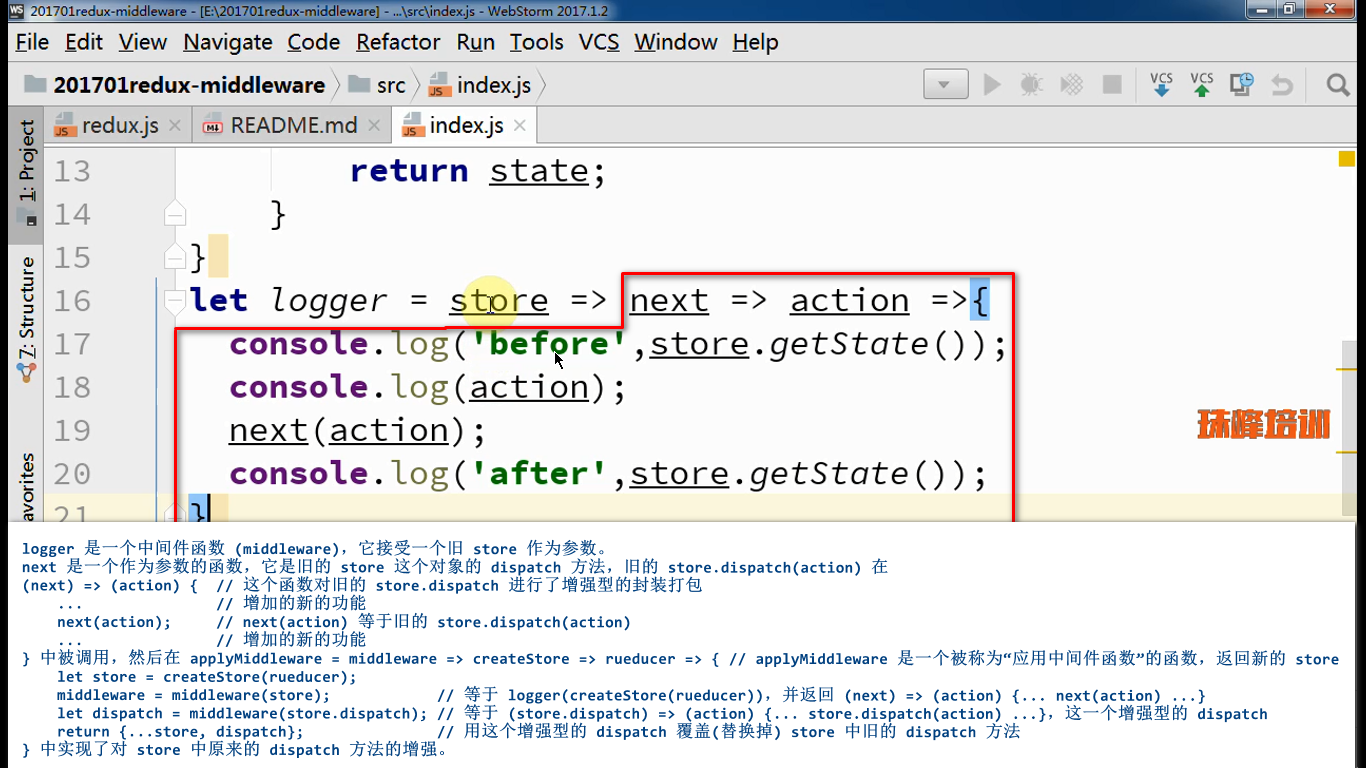 201701redux-middleware - [E:\201701redux-middleware] - ...\src\index.js - WebStorm 2017.1.2
File Edit View Navigate Code Refactor Run Tools VCS Window Help
201701redux-middleware src index.js
VCS VCS
redux.js README.md index.js
1: Project
7: Structure
avorites
13 return state;
14 }
15 }
16 let logger = store => next => action =>{
17 console.log('before',store.getState());
18 console.log(action);
19 next(action);
20 console.log('after',store.getState());
21 }
珠峰培训
logger 是一个中间件函数 (middleware)，它接受一个旧 store 作为参数。
next 是一个作为参数的函数，它是旧的 store 这个对象的 dispatch 方法，旧的 store.dispatch(action) 在
(next) => (action) { // 这个函数对旧的 store.dispatch 进行了增强型的封装打包
... // 增加的新的功能
next(action); // next(action) 等于旧的 store.dispatch(action)
... // 增加的新的功能
} 中被调用，然后在 applyMiddleware = middleware => createStore => rueducer => { // applyMiddleware 是一个被称为“应用中间件函数”的函数，返回新的 store
let store = createStore(rueducer);
middleware = middleware(store); // 等于 logger(createStore(rueducer))，并返回 (next) => (action) {... next(action) ...}
let dispatch = middleware(store.dispatch); // 等于 (store.dispatch) => (action) {... store.dispatch(action) ...}，这一个增强型的 dispatch
return {...store, dispatch}; // 用这个增强型的 dispatch 覆盖(替换掉) store 中旧的 dispatch 方法
} 中实现了对 store 中原来的 dispatch 方法的增强。